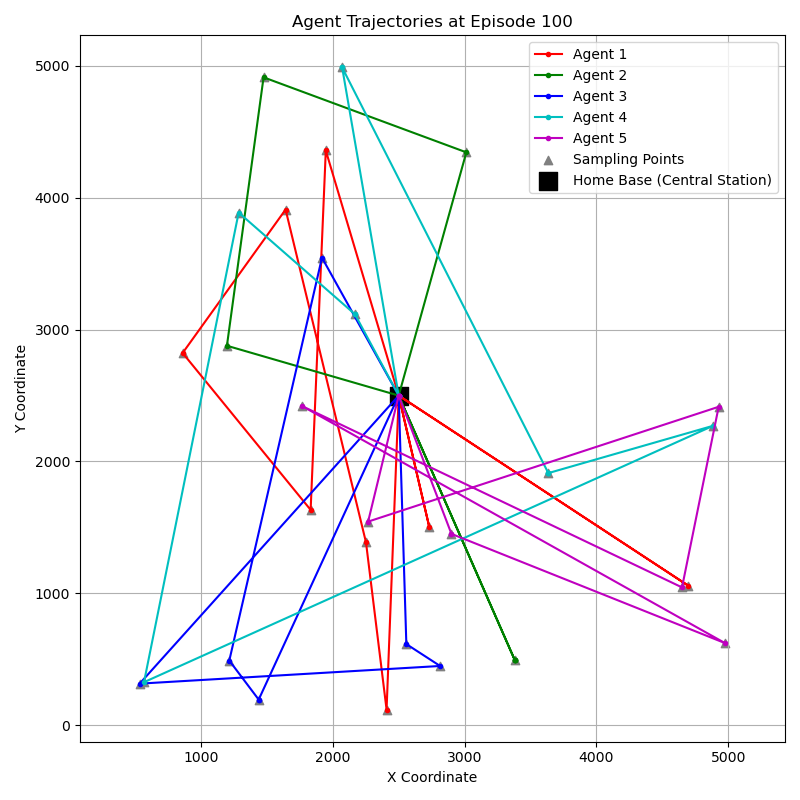 Agent Trajectories at Episode 100
Agent 1
Agent 2
Agent 3
Agent 4
Agent 5
Sampling Points
Home Base (Central Station)
5000
4000
3000
2000
1000
0
Y Coordinate
1000 2000 3000 4000 5000
X Coordinate